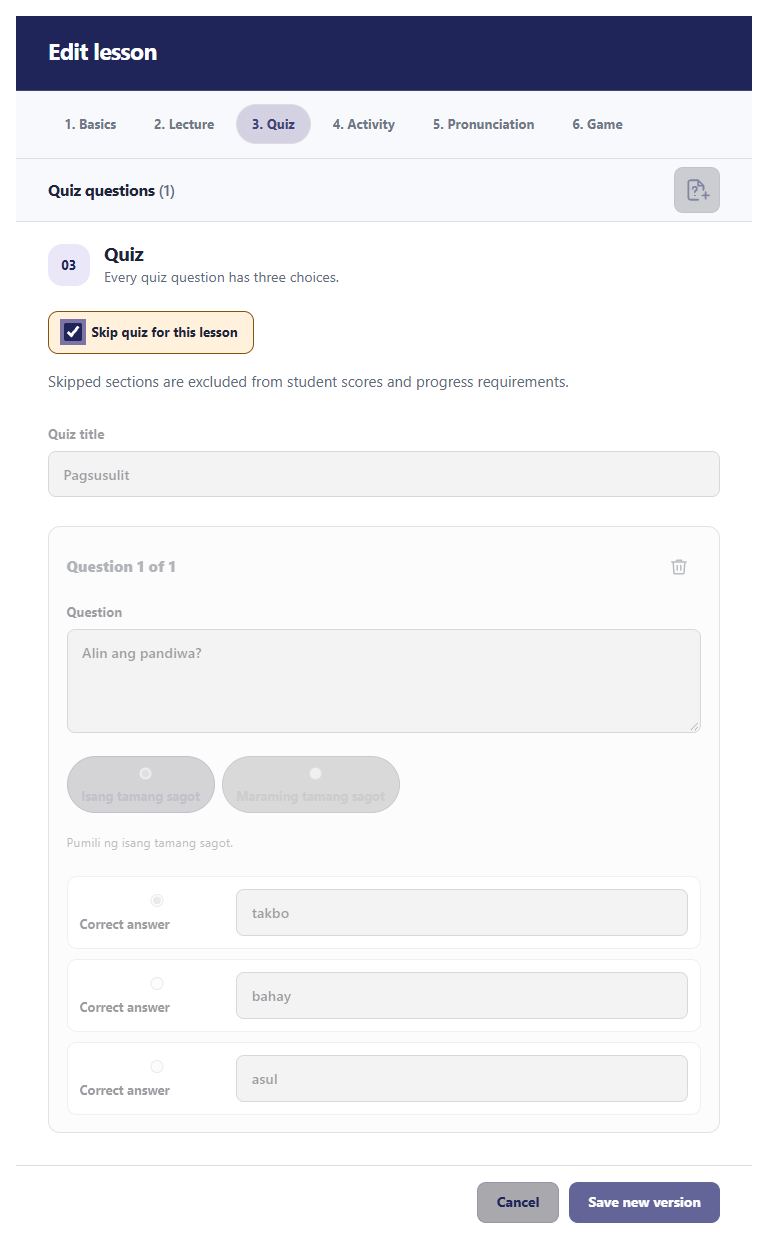 Edit lesson
1. Basics
2. Lecture
3. Quiz
4. Activity
5. Pronunciation
6. Game
Quiz questions (1)
03
Quiz
Every quiz question has three choices.
Skip quiz for this lesson
Skipped sections are excluded from student scores and progress requirements.
Quiz title
Pagsusulit
Question 1 of 1
Question
Alin ang pandiwa?
Isang tamang sagot
Maraming tamang sagot
Pumili ng isang tamang sagot.
Correct answer
takbo
Correct answer
bahay
Correct answer
asul
Cancel
Save new version